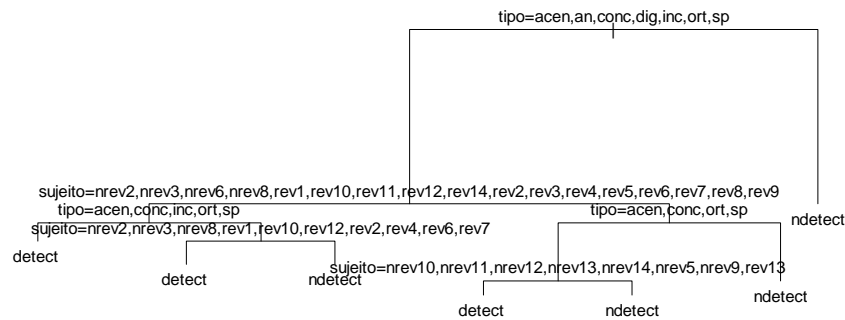 tipo=acen,an,conc,dig,inc,ort,sp
sujeito=nrev2,nrev3,nrev6,nrev8,rev1,rev10,rev11,rev12,rev14,rev2,rev3,rev4,rev5,rev6,rev7,rev8,rev9
tipo=acen,conc,inc,ort,sp
tipo=acen,conc,ort,sp
ndetect
sujeito=nrev2,nrev3,nrev8,rev1,rev10,rev12,rev2,rev4,rev6,rev7
detect
sujeito=nrev10,nrev11,nrev12,nrev13,nrev14,nrev5,nrev9,rev13
detect
ndetect
ndetect
detect
ndetect